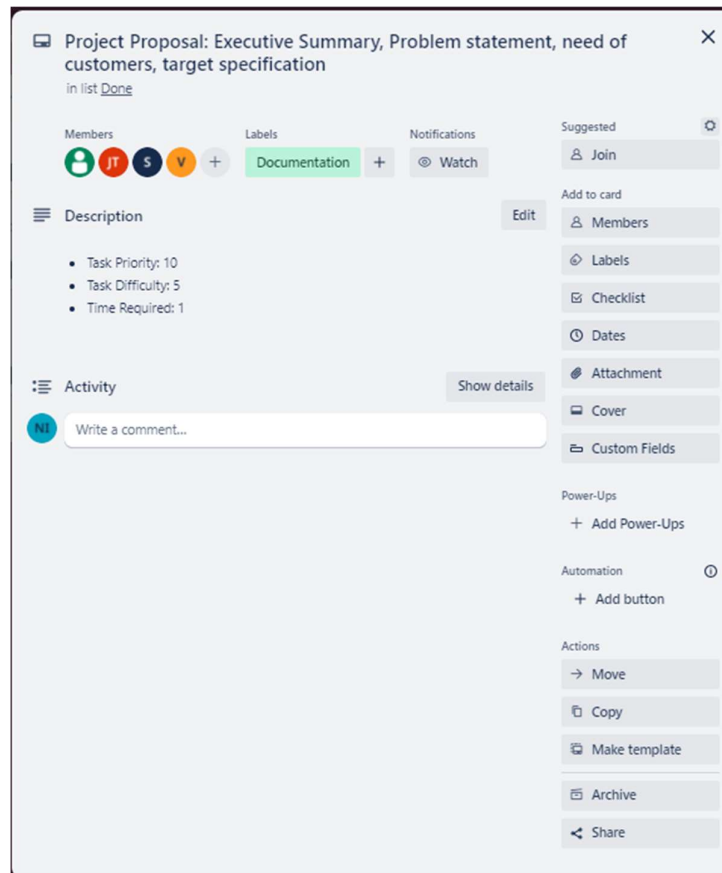 Project Proposal: Executive Summary, Problem statement, need of
customers, target specification
in list Done
Members
JT S V +
Labels
Documentation +
Notifications
Watch
Description
Edit
• Task Priority: 10
• Task Difficulty: 5
• Time Required: 1
Activity
Show details
NI
Write a comment...
Suggested
Join
Add to card
Members
Labels
Checklist
Dates
Attachment
Cover
Custom Fields
Power-Ups
+ Add Power-Ups
Automation
+ Add button
Actions
→ Move
Copy
Make template
Archive
Share